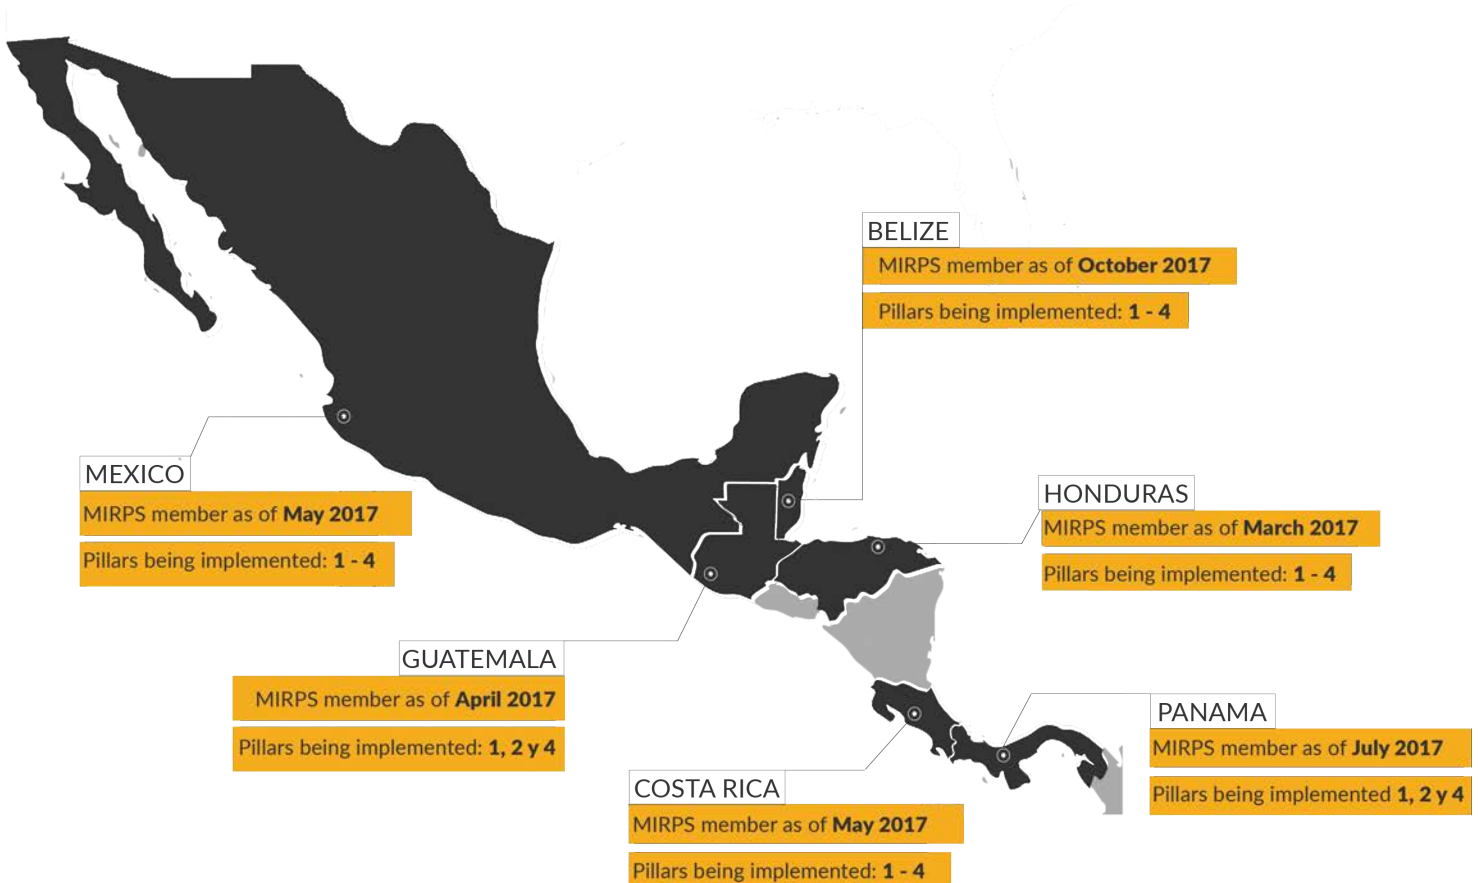 BELIZE
MIRPS member as of October 2017
Pillars being implemented: 1 - 4
MEXICO
MIRPS member as of May 2017
Pillars being implemented: 1 - 4
HONDURAS
MIRPS member as of March 2017
Pillars being implemented: 1 - 4
GUATEMALA
MIRPS member as of April 2017
Pillars being implemented: 1, 2 y 4
PANAMA
MIRPS member as of July 2017
Pillars being implemented 1, 2 y 4
COSTA RICA
MIRPS member as of May 2017
Pillars being implemented: 1 - 4